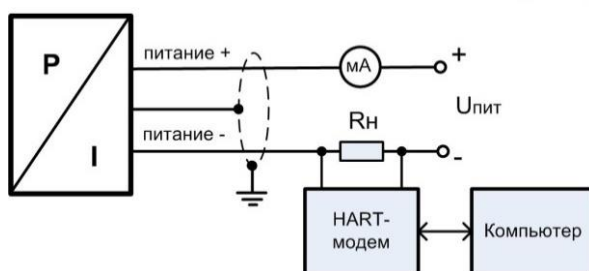 питание +
P
мА
+
Uпит
питание -
Rн
-
I
HART-
модем
Компьютер